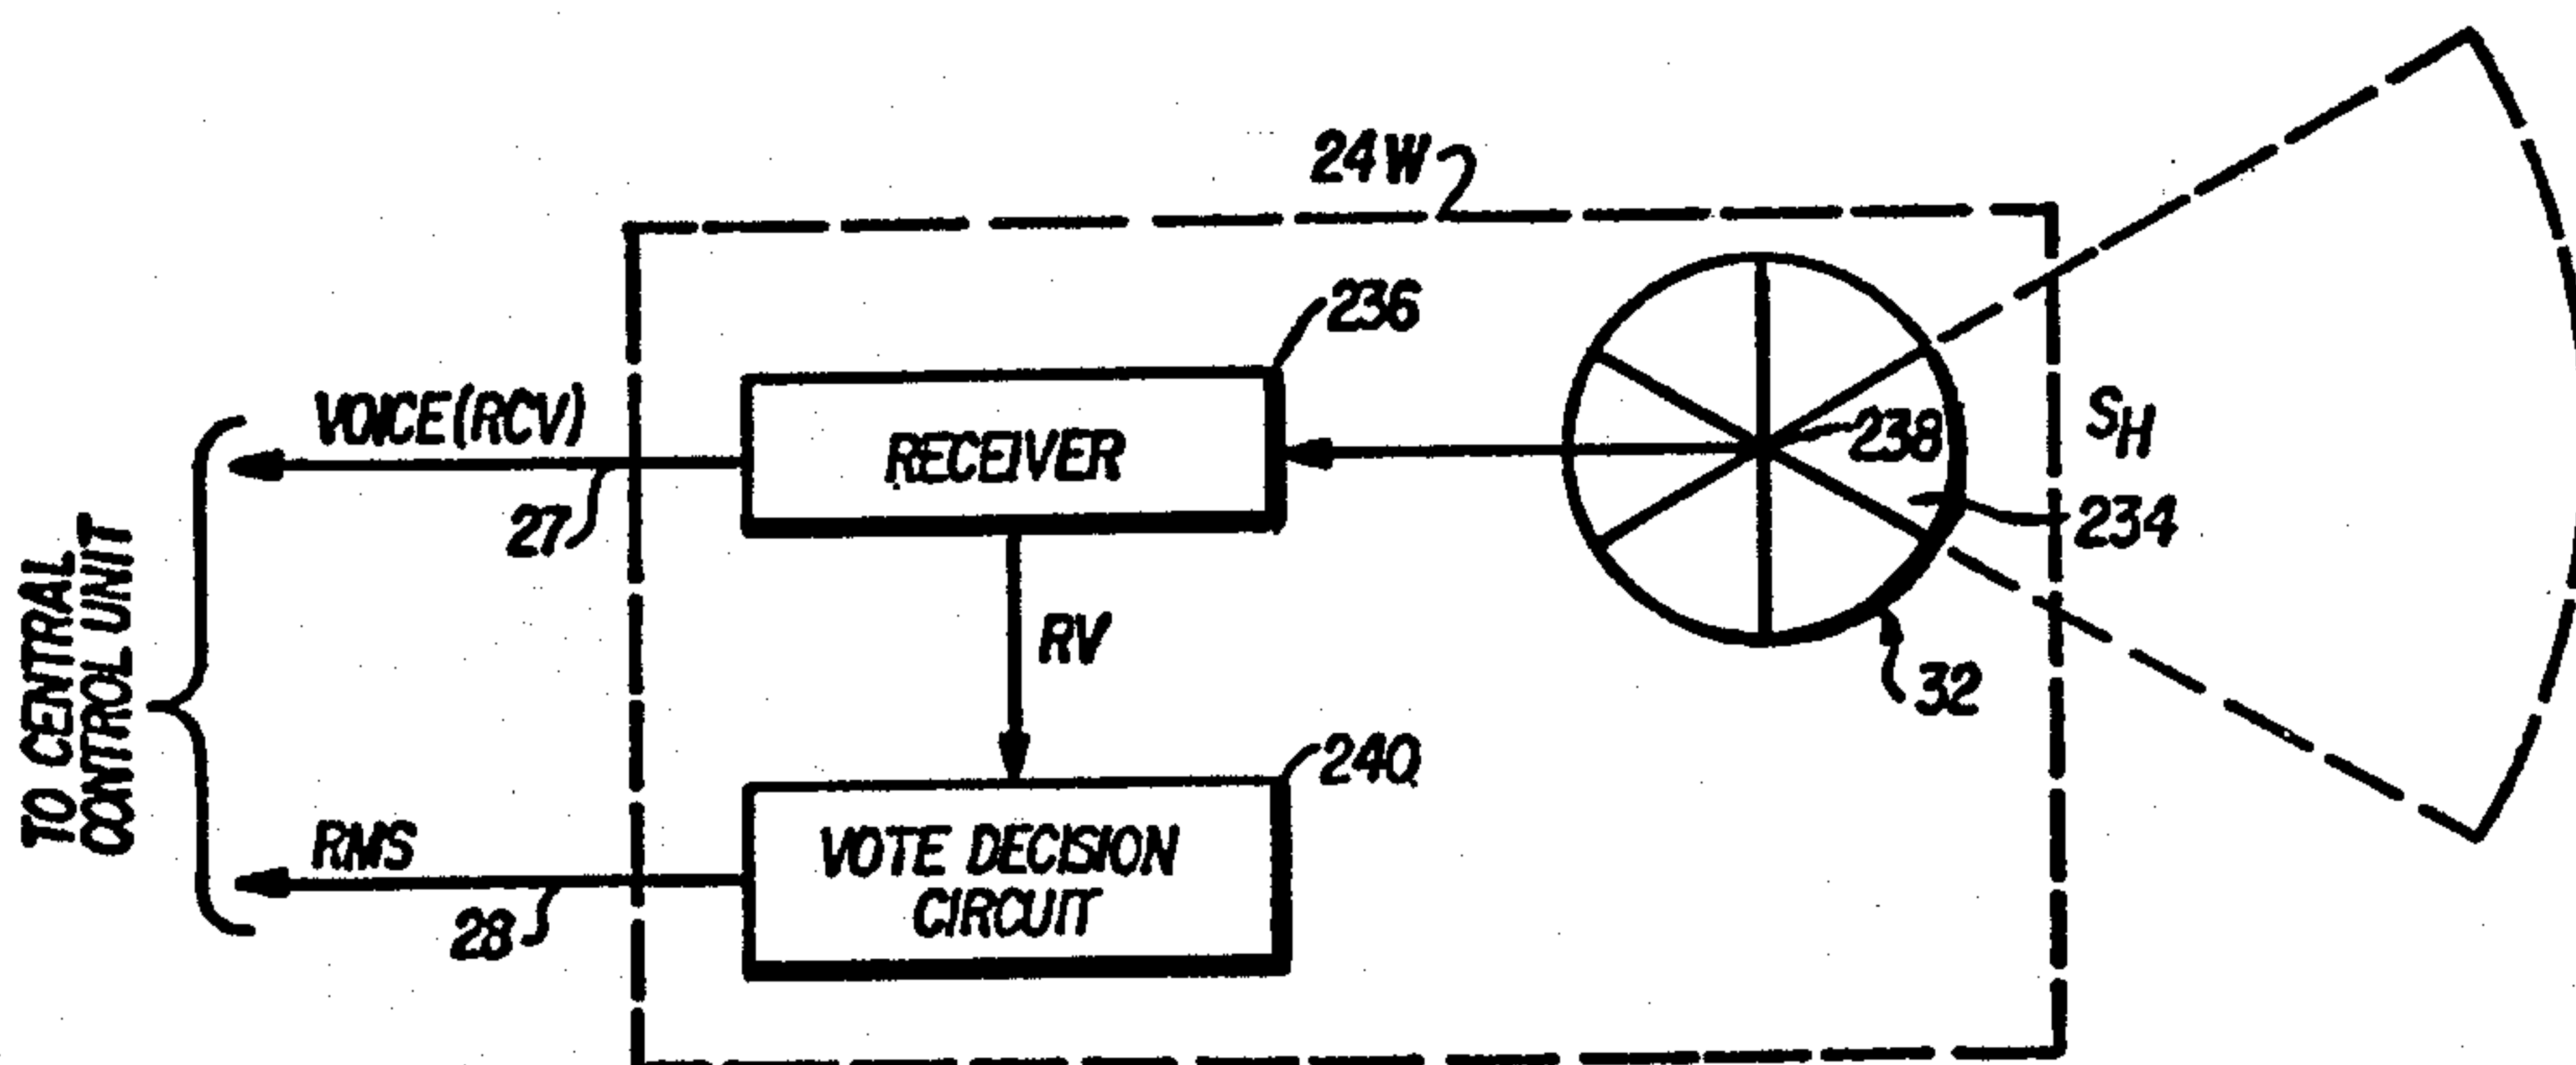 24W
236
VOICE(RCV)
RECEIVER
238
SH
234
27
TO CENTRAL
CONTROL UNIT
RV
32
240
RMS
VOTE DECISION
CIRCUIT
28